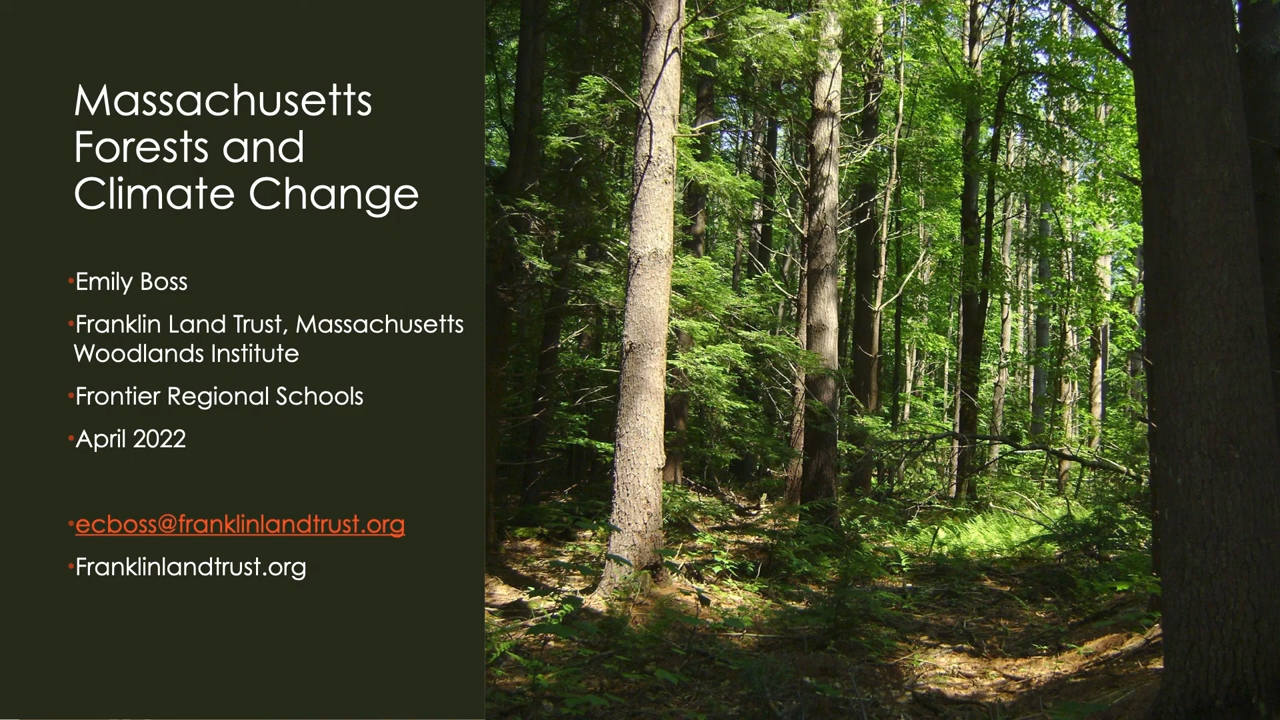 Massachusetts
Forests and
Climate Change
•Emily Boss
•Franklin Land Trust, Massachusetts
Woodlands Institute
•Frontier Regional Schools
•April 2022
•ecboss@franklinlandtrust.org
•Franklinlandtrust.org